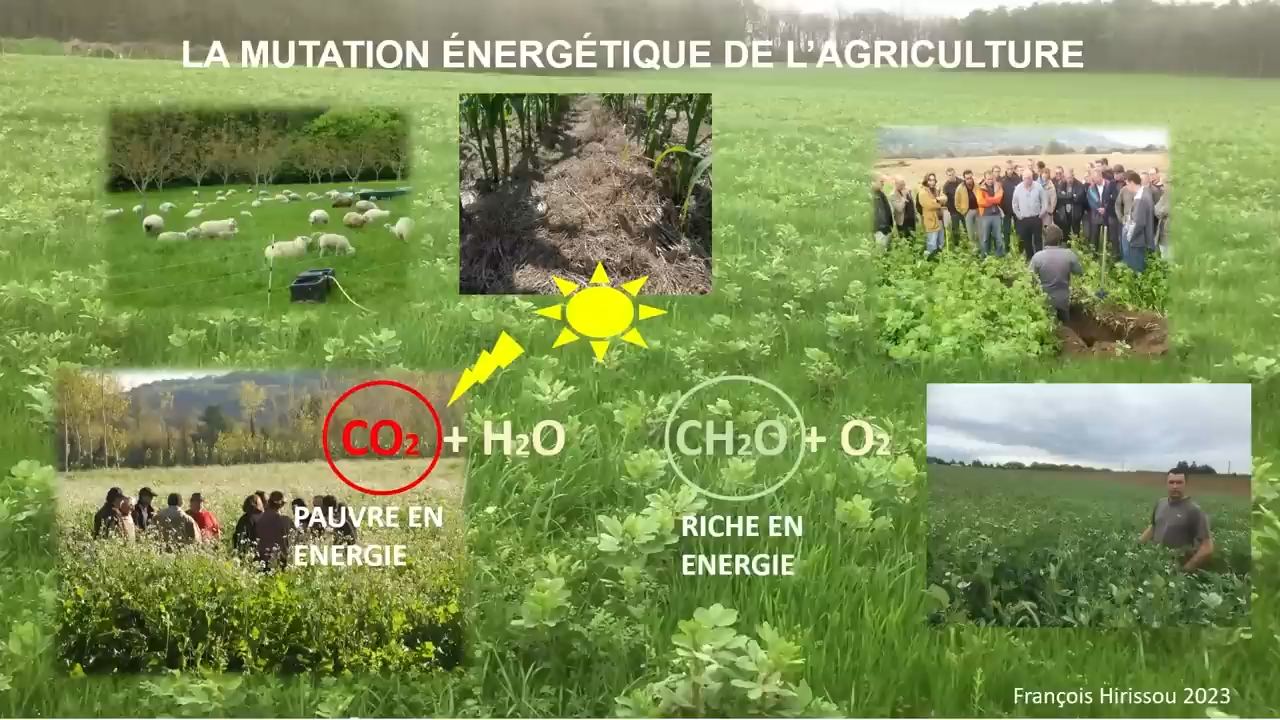 LA MUTATION ÉNERGÉTIQUE DE L'AGRICULTURE
CO₂ + H₂O
CH₂O + O₂
PAUVRE EN
ENERGIE
RICHE EN
ENERGIE
François Hirissou 2023